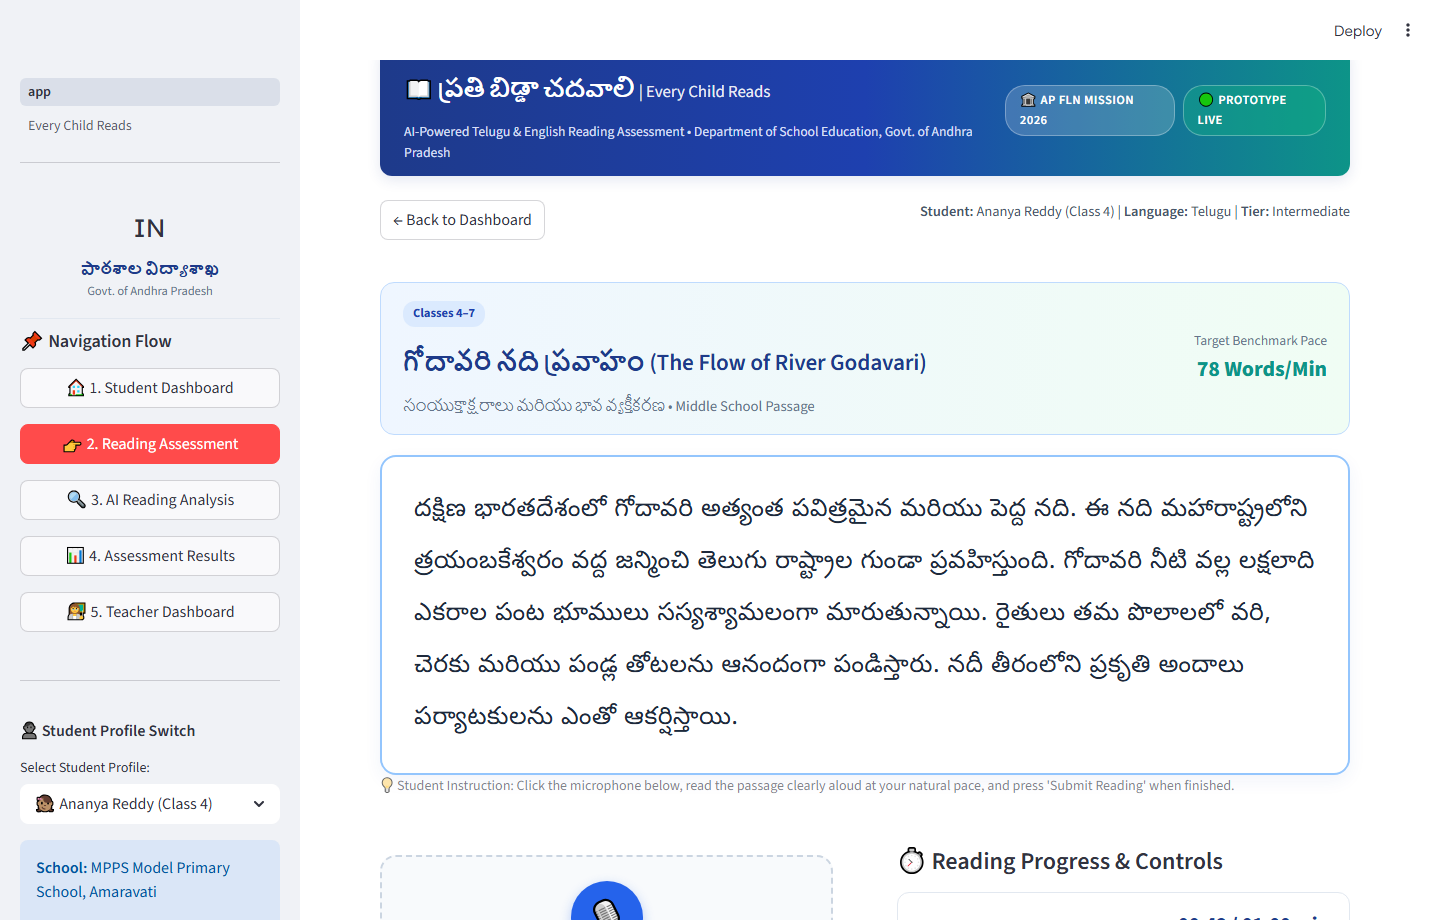 Deploy
app
Every Child Reads
IN
పాఠశాల విద్యాశాఖ
Govt. of Andhra Pradesh
📌 Navigation Flow
🏠 1. Student Dashboard
👉 2. Reading Assessment
🔍 3. AI Reading Analysis
📊 4. Assessment Results
👩‍🏫 5. Teacher Dashboard
👤 Student Profile Switch
Select Student Profile:
👧🏽 Ananya Reddy (Class 4)
School: MPPS Model Primary
School, Amaravati
📖 ప్రతి బిడ్డా చదవాలి | Every Child Reads
AI-Powered Telugu & English Reading Assessment • Department of School Education, Govt. of Andhra
Pradesh
🏛️ AP FLN MISSION
2026
🟢 PROTOTYPE
LIVE
← Back to Dashboard
Student: Ananya Reddy (Class 4) | Language: Telugu | Tier: Intermediate
Classes 4–7
గోదావరి నది ప్రవాహం (The Flow of River Godavari)
సంయుక్తాక్షరాలు మరియు భావ వ్యక్తీకరణ • Middle School Passage
Target Benchmark Pace
78 Words/Min
దక్షిణ భారతదేశంలో గోదావరి అత్యంత పవిత్రమైన మరియు పెద్ద నది. ఈ నది మహారాష్ట్రలోని
త్రయంబకేశ్వరం వద్ద జన్మించి తెలుగు రాష్ట్రాల గుండా ప్రవహిస్తుంది. గోదావరి నీటి వల్ల లక్షలాది
ఎకరాల పంట భూములు సస్యశ్యామలంగా మారుతున్నాయి. రైతులు తమ పొలాలలో వరి,
చెరకు మరియు పండ్ల తోటలను ఆనందంగా పండిస్తారు. నదీ తీరంలోని ప్రకృతి అందాలు
పర్యాటకులను ఎంతో ఆకర్షిస్తాయి.
💡 Student Instruction: Click the microphone below, read the passage clearly aloud at your natural pace, and press 'Submit Reading' when finished.
⏱️ Reading Progress & Controls